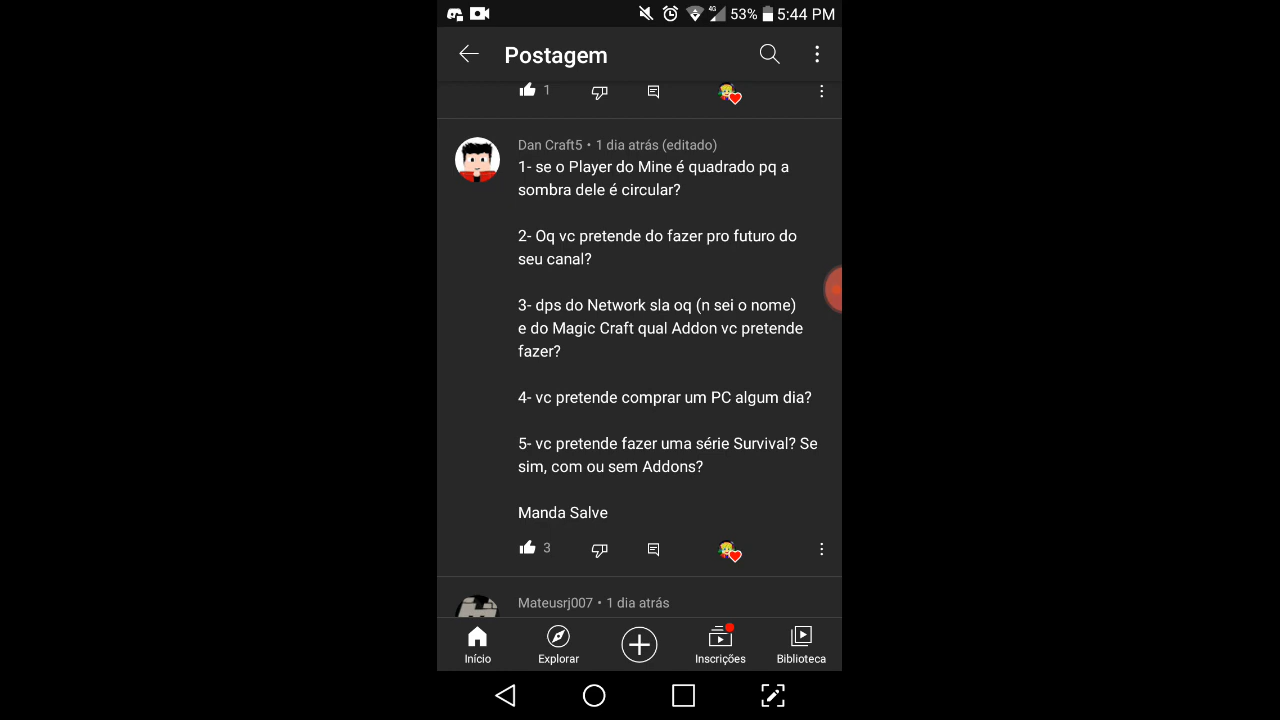 4G 53% 5:44 PM
Postagem
1
Dan Craft5 • 1 dia atrás (editado)
1- se o Player do Mine é quadrado pq a
sombra dele é circular?
2- Oq vc pretende do fazer pro futuro do
seu canal?
3- dps do Network sla oq (n sei o nome)
e do Magic Craft qual Addon vc pretende
fazer?
4- vc pretende comprar um PC algum dia?
5- vc pretende fazer uma série Survival? Se
sim, com ou sem Addons?
Manda Salve
3
Mateusrj007 • 1 dia atrás
Início Explorar Inscrições Biblioteca